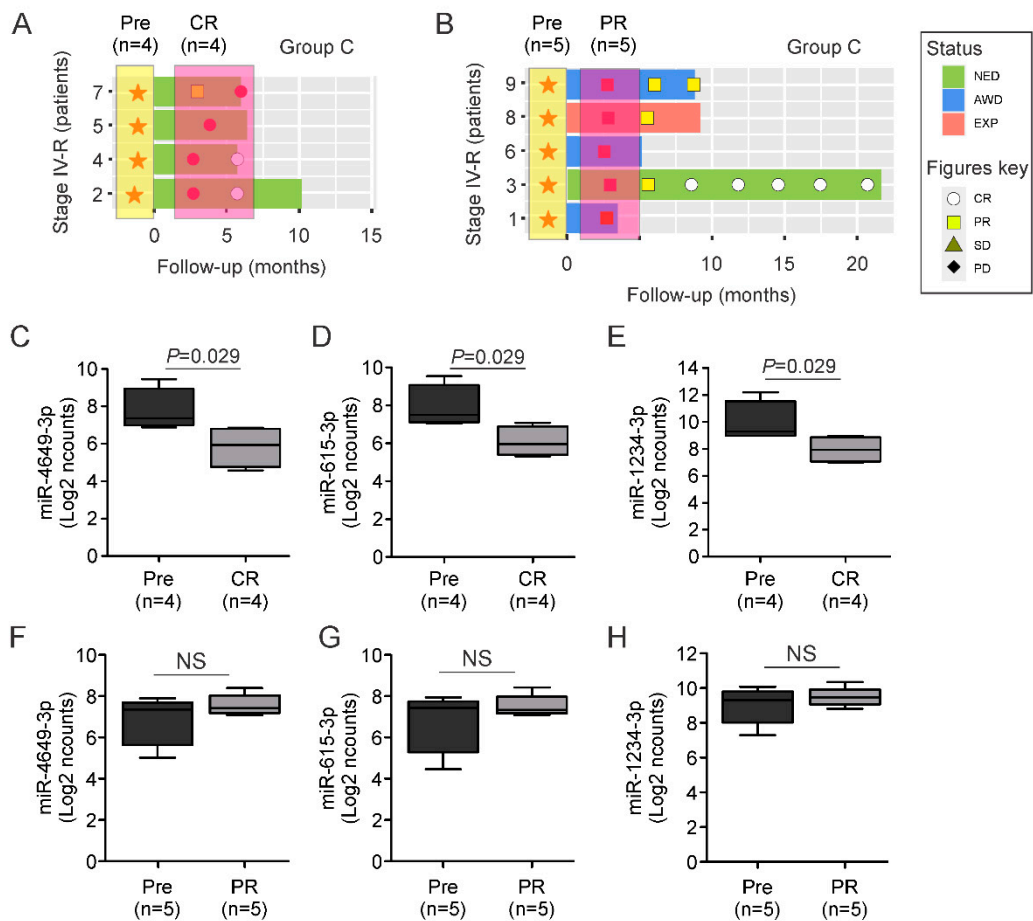 A
Pre
(n=4)
CR
(n=4)
Group C
Stage IV-R (patients)
7
5
4
2
0
5
10
15
Follow-up (months)
B
Pre
(n=5)
PR
(n=5)
Group C
Stage IV-R (patients)
9
8
6
3
1
0
10
15
20
Follow-up (months)
Status
NED
AWD
EXP
Figures key
CR
PR
SD
PD
C
miR-4649-3p
(Log2 ncounts)
10
8
6
4
2
0
P=0.029
Pre
(n=4)
CR
(n=4)
D
miR-615-3p
(Log2 ncounts)
10
8
6
4
2
0
P=0.029
Pre
(n=4)
CR
(n=4)
E
miR-1234-3p
(Log2 ncounts)
14
12
10
8
6
4
2
0
P=0.029
Pre
(n=4)
CR
(n=4)
F
miR-4649-3p
(Log2 ncounts)
10
8
6
4
2
0
NS
Pre
(n=5)
PR
(n=5)
G
miR-615-3p
(Log2 ncounts)
10
8
6
4
2
0
NS
Pre
(n=5)
PR
(n=5)
H
miR-1234-3p
(Log2 ncounts)
12
10
8
6
4
2
0
NS
Pre
(n=5)
PR
(n=5)